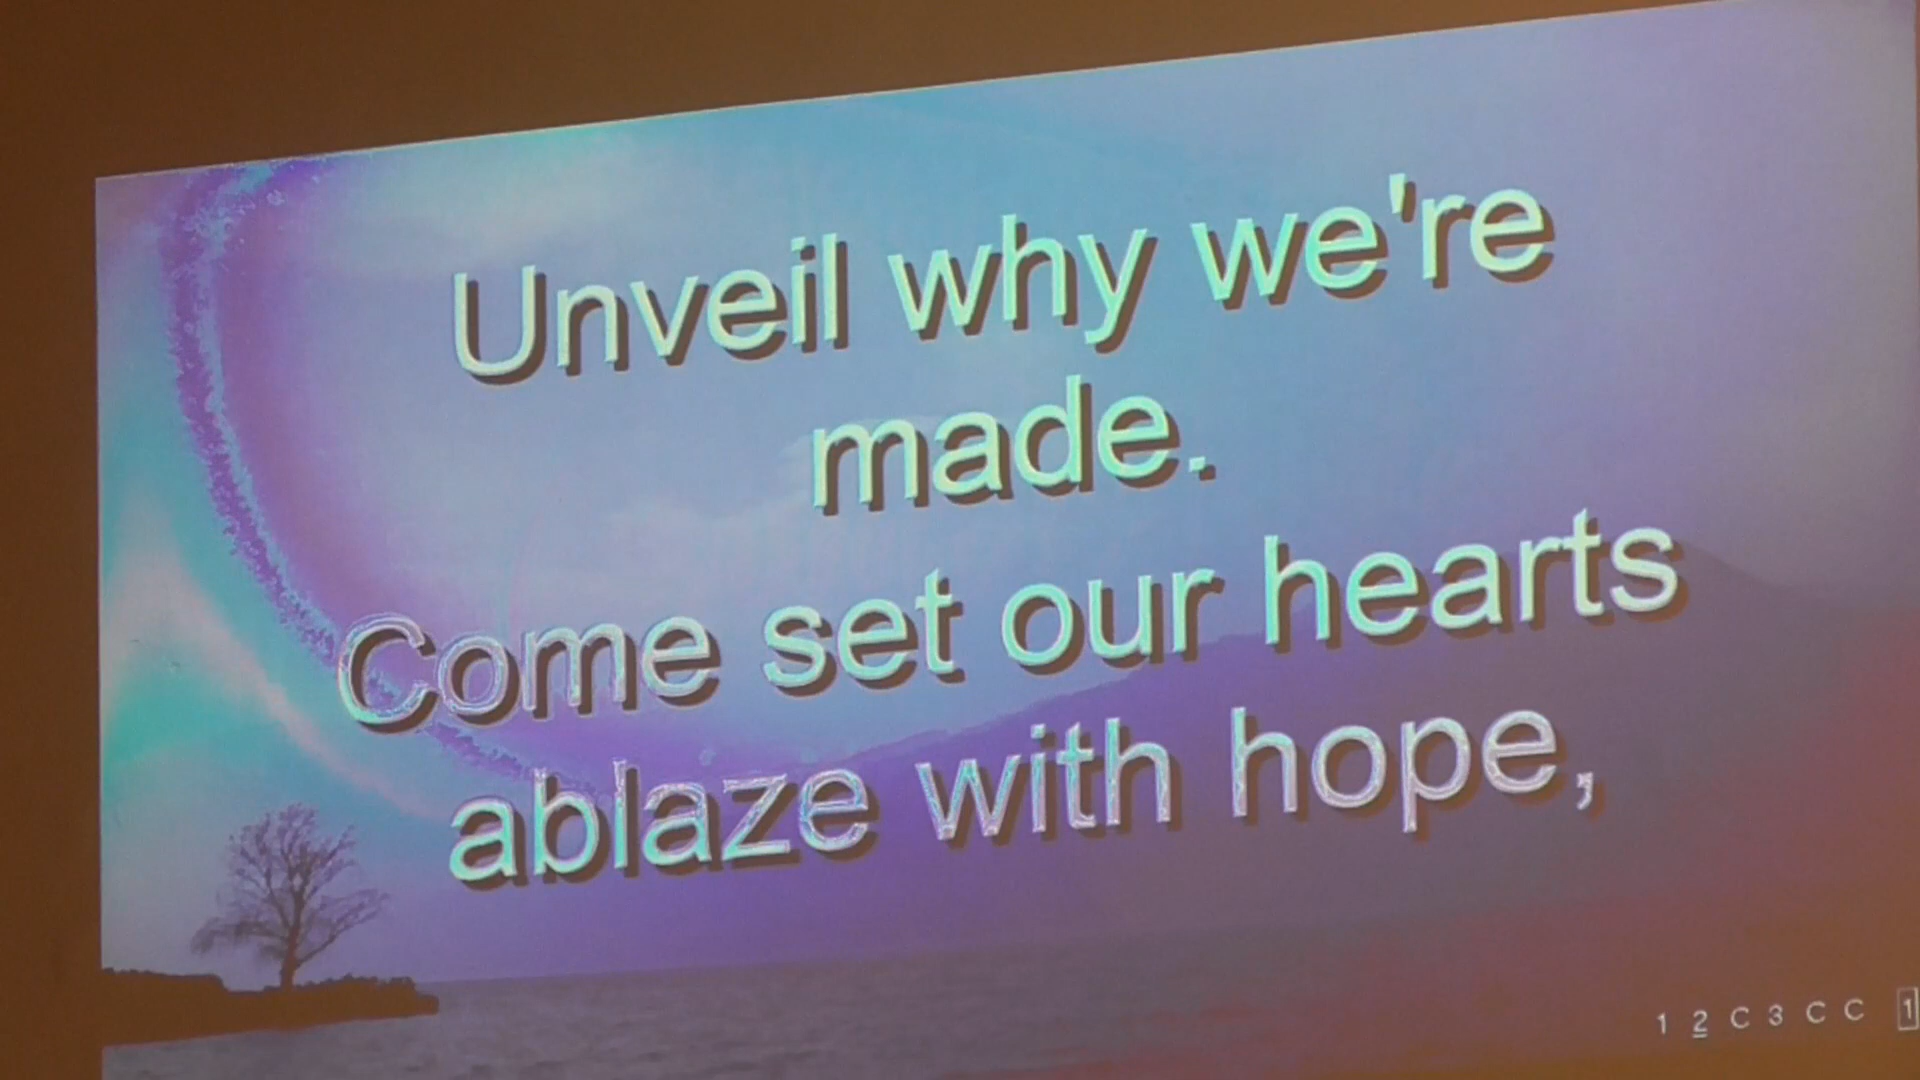 Unveil why we're
made.
Come set our hearts
ablaze with hope,
1 2 C 3 C C 1